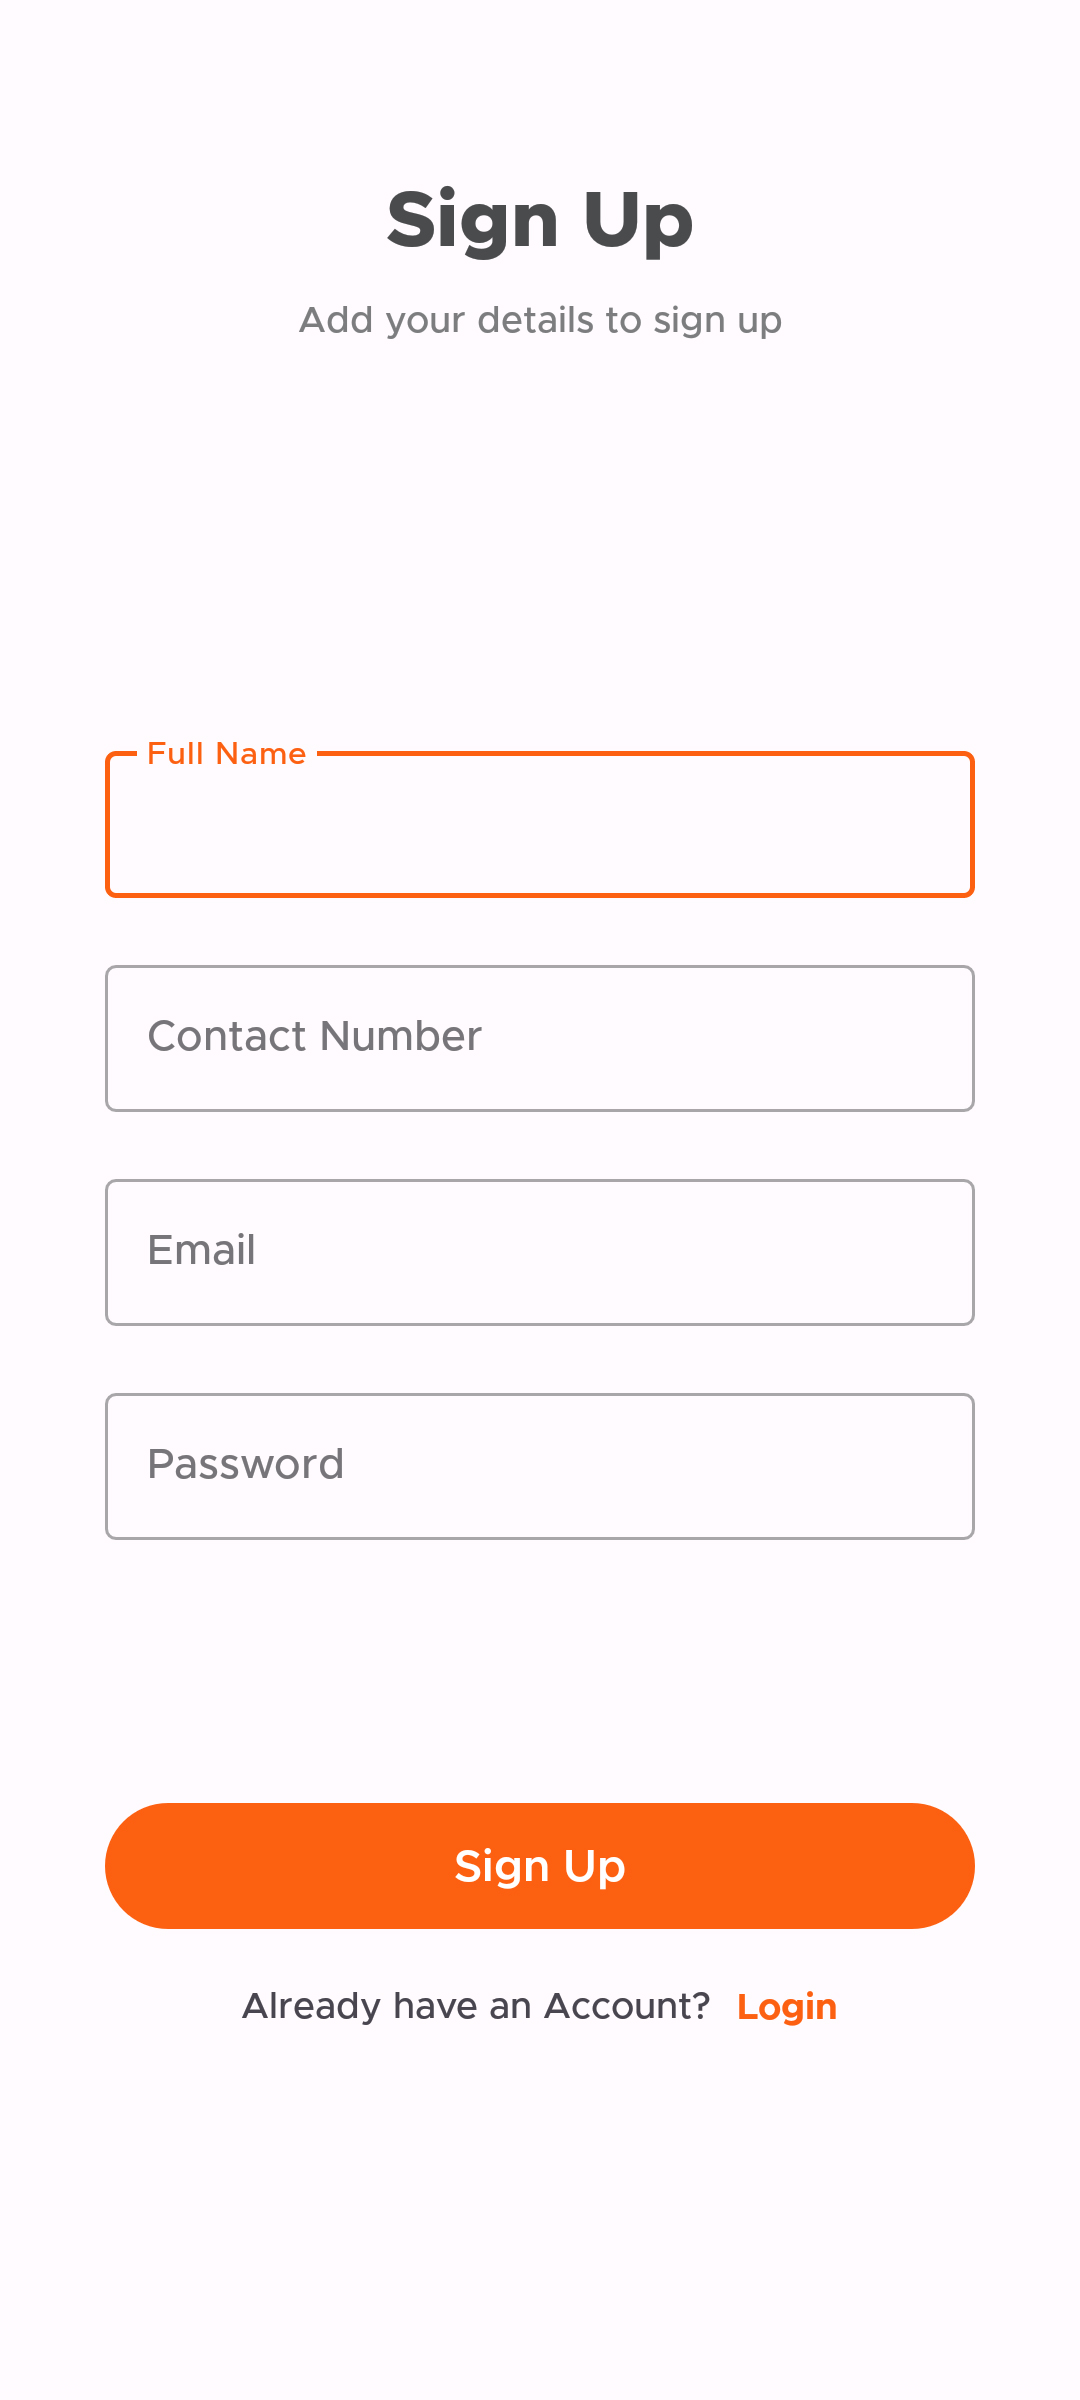 Sign Up
Add your details to sign up
Full Name
Contact Number
Email
Password
Sign Up
Already have an Account? Login